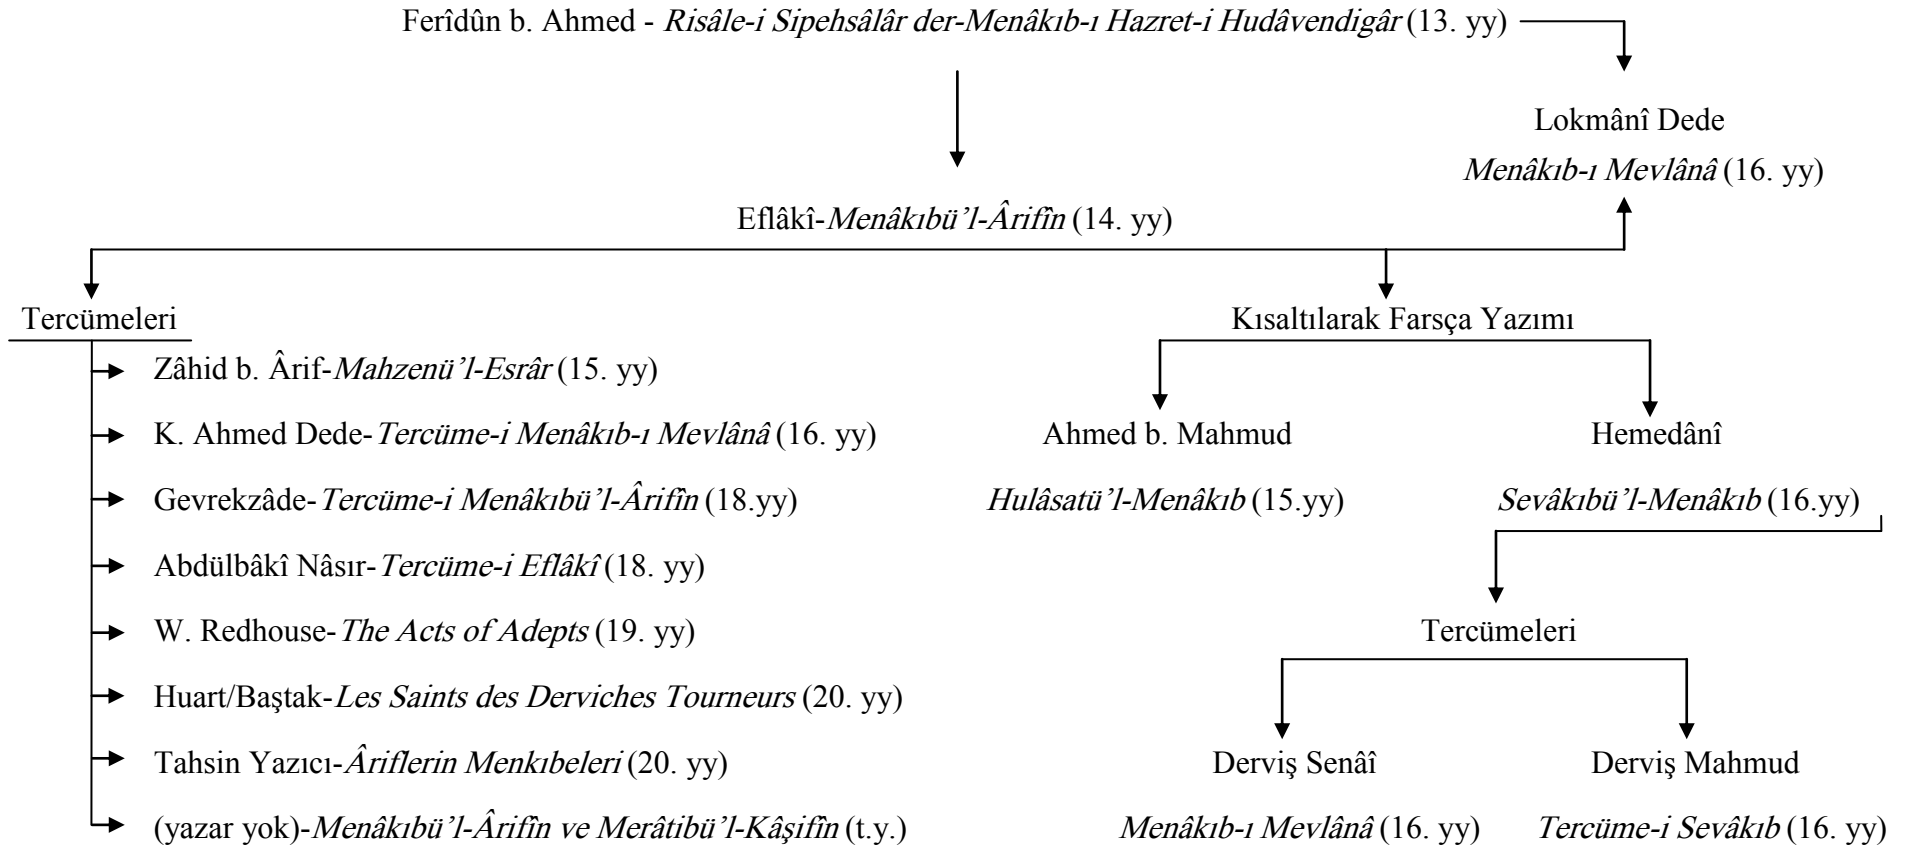 Ferîdûn b. Ahmed - Risâle-i Sipehsâlâr der-Menâkıb-ı Hazret-i Hudâvendigâr (13. yy)
Lokmânî Dede
Menâkıb-ı Mevlânâ (16. yy)
Eflâkî-Menâkıbü’l-Ârifîn (14. yy)
Tercümeleri
Zâhid b. Ârif-Mahzenü’l-Esrâr (15. yy)
K. Ahmed Dede-Tercüme-i Menâkıb-ı Mevlânâ (16. yy)
Gevrekzâde-Tercüme-i Menâkıbü’l-Ârifîn (18.yy)
Abdülbâkî Nâsır-Tercüme-i Eflâkî (18. yy)
W. Redhouse-The Acts of Adepts (19. yy)
Huart/Baştak-Les Saints des Derviches Tourneurs (20. yy)
Tahsin Yazıcı-Âriflerin Menkıbeleri (20. yy)
(yazar yok)-Menâkıbü’l-Ârifîn ve Merâtibü’l-Kâşifîn (t.y.)
Kısaltılarak Farsça Yazımı
Ahmed b. Mahmud
Hulâsatü’l-Menâkıb (15.yy)
Hemedânî
Sevâkıbü’l-Menâkıb (16.yy)
Tercümeleri
Derviş Senâî
Menâkıb-ı Mevlânâ (16. yy)
Derviş Mahmud
Tercüme-i Sevâkıb (16. yy)